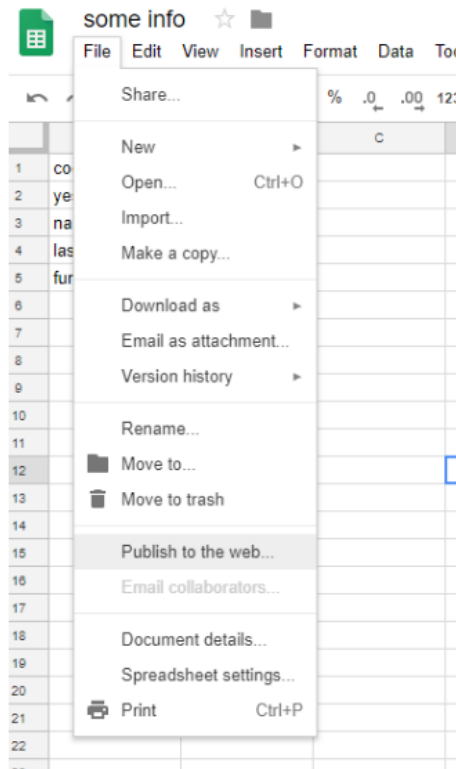 some info
File Edit View Insert Format Data
Share...
% .0 .00 123
New
C
Open... Ctrl+O
1
2
Import...
3
Make a copy...
4
5
Download as
6
Email as attachment...
7
Version history
8
9
10
Rename...
11
Move to...
12
Move to trash
13
14
Publish to the web...
15
Email collaborators...
16
17
Document details...
18
Spreadsheet settings...
19
20
Print Ctrl+P
21
22